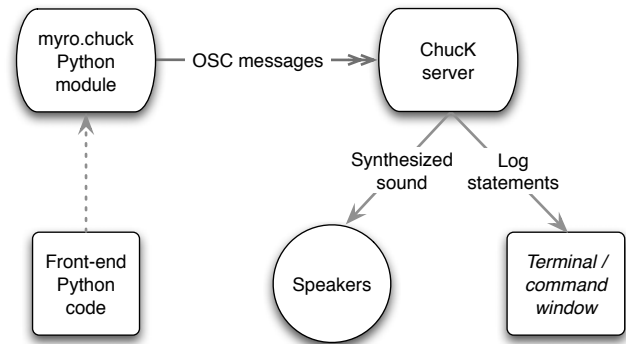 myro.chuck
Python
module
OSC messages
ChucK
server
Synthesized
sound
Log
statements
Front-end
Python
code
Speakers
Terminal /
command
window